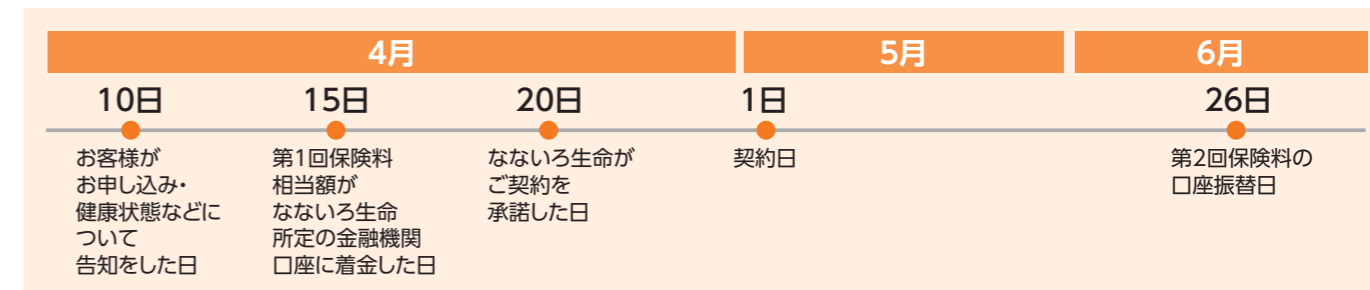 4月
5月
6月
10日
15日
20日
1日
26日
お客様が
お申し込み・
健康状態などに
ついて
告知をした日
第1回保険料
相当額が
なないろ生命
所定の金融機関
口座に着金した日
なないろ生命が
ご契約を
承諾した日
契約日
第2回保険料の
口座振替日